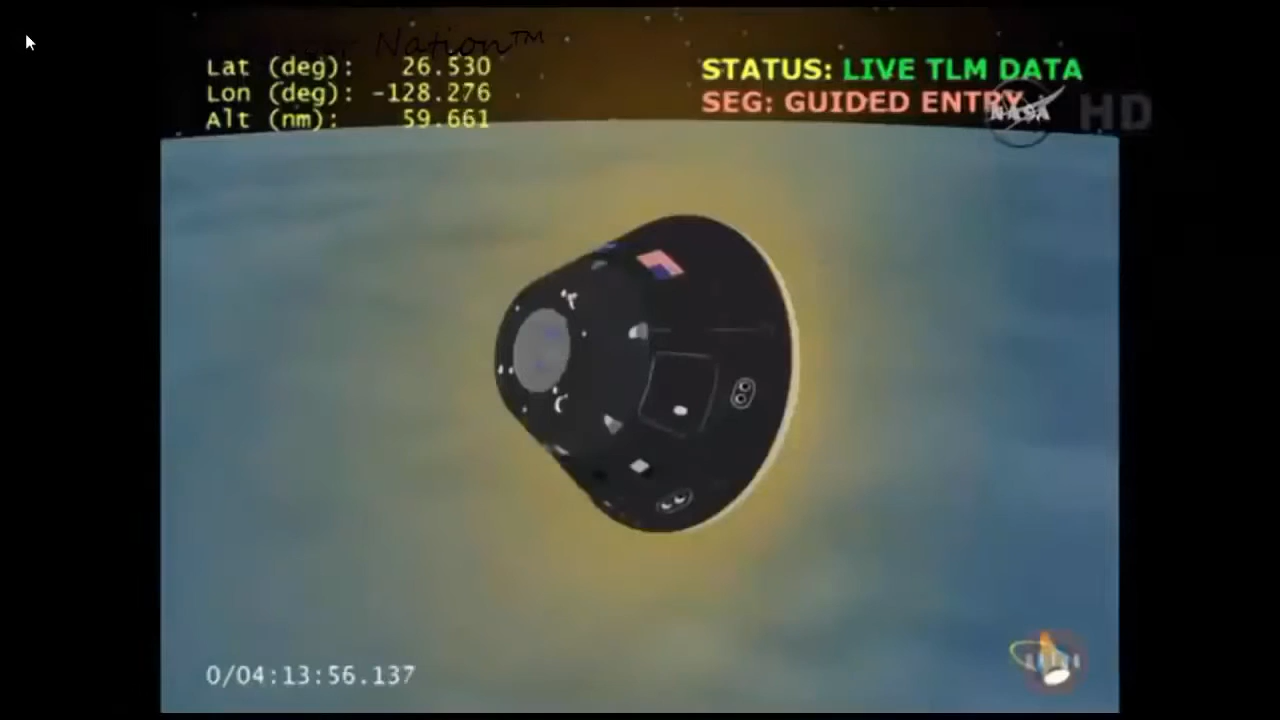 Nation™
Lat (deg): 26.530
Lon (deg): -128.276
Alt (nm): 59.661
STATUS: LIVE TLM DATA
SEG: GUIDED ENTRY
NASA HD
0/04:13:56.137